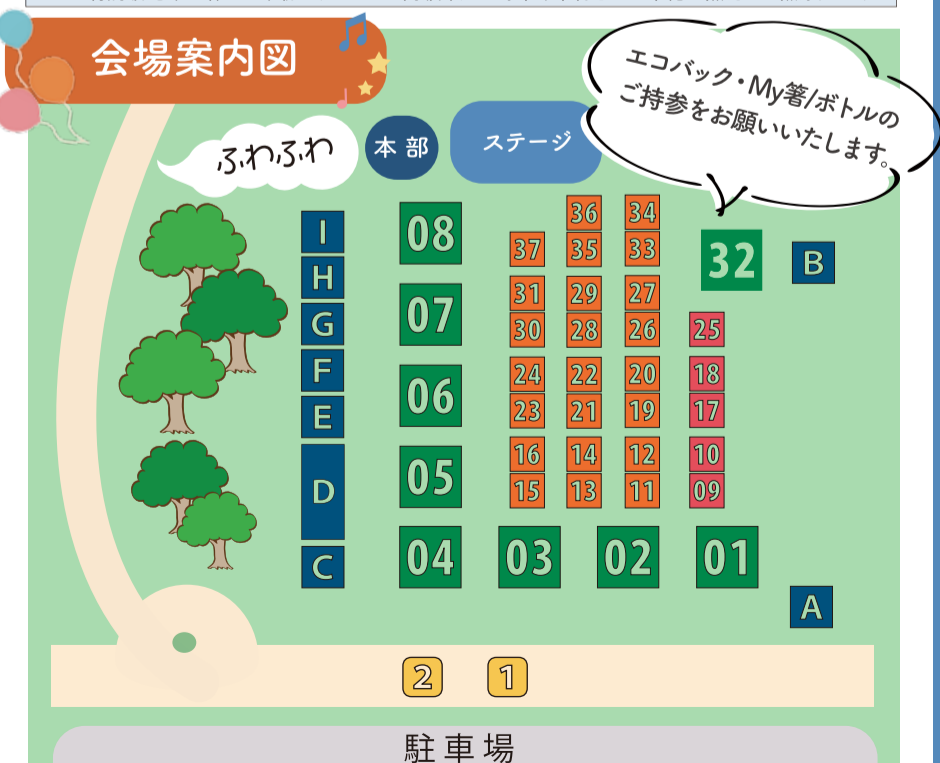 会場案内図
エコバック・My箸/ボトルの
ご持参をお願いいたします。
ふわふわ
本部
ステージ
36 34
I 08 37 35 33 32 B
H
G 07 31 29 27
30 28 26 25
F 06 24 22 20 18
E 23 21 19 17
D 05 16 14 12 10
15 13 11 09
C 04 03 02 01
A
2 1
駐車場